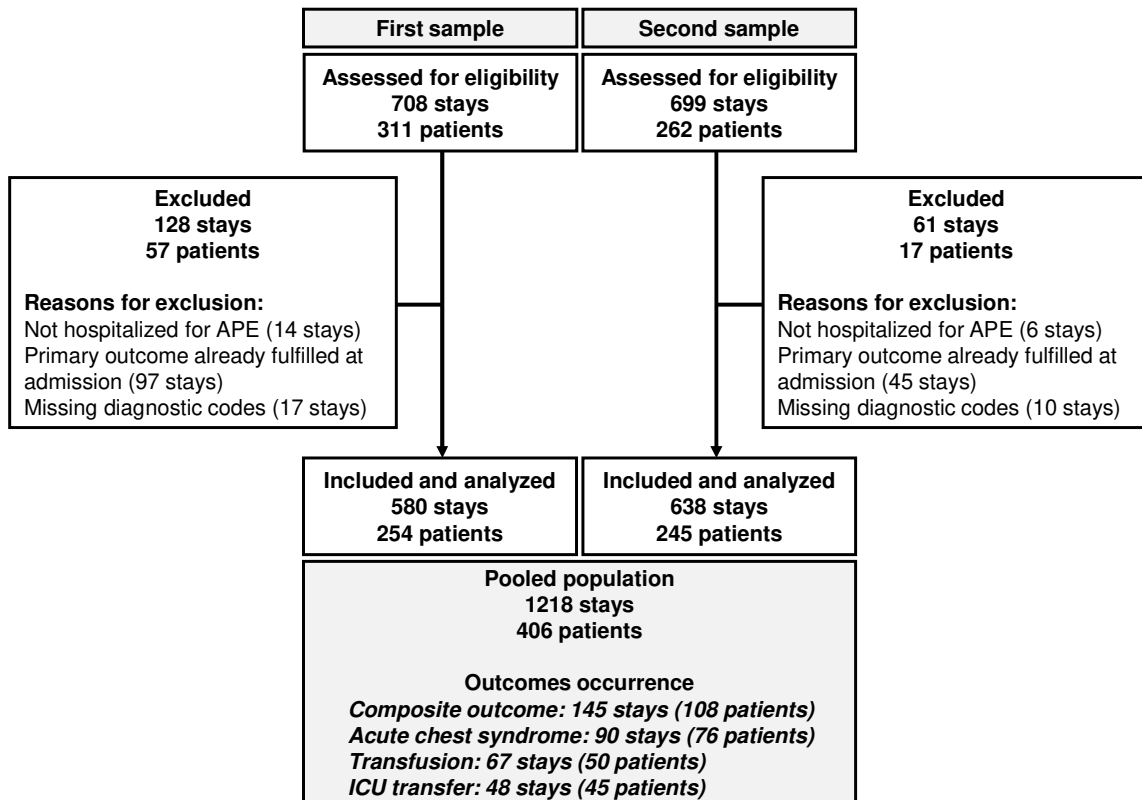 First sample
Second sample
Assessed for eligibility
708 stays
311 patients
Assessed for eligibility
699 stays
262 patients
Excluded
128 stays
57 patients
Reasons for exclusion:
Not hospitalized for APE (14 stays)
Primary outcome already fulfilled at
admission (97 stays)
Missing diagnostic codes (17 stays)
Excluded
61 stays
17 patients
Reasons for exclusion:
Not hospitalized for APE (6 stays)
Primary outcome already fulfilled at
admission (45 stays)
Missing diagnostic codes (10 stays)
Included and analyzed
580 stays
254 patients
Included and analyzed
638 stays
245 patients
Pooled population
1218 stays
406 patients
Outcomes occurrence
Composite outcome: 145 stays (108 patients)
Acute chest syndrome: 90 stays (76 patients)
Transfusion: 67 stays (50 patients)
ICU transfer: 48 stays (45 patients)